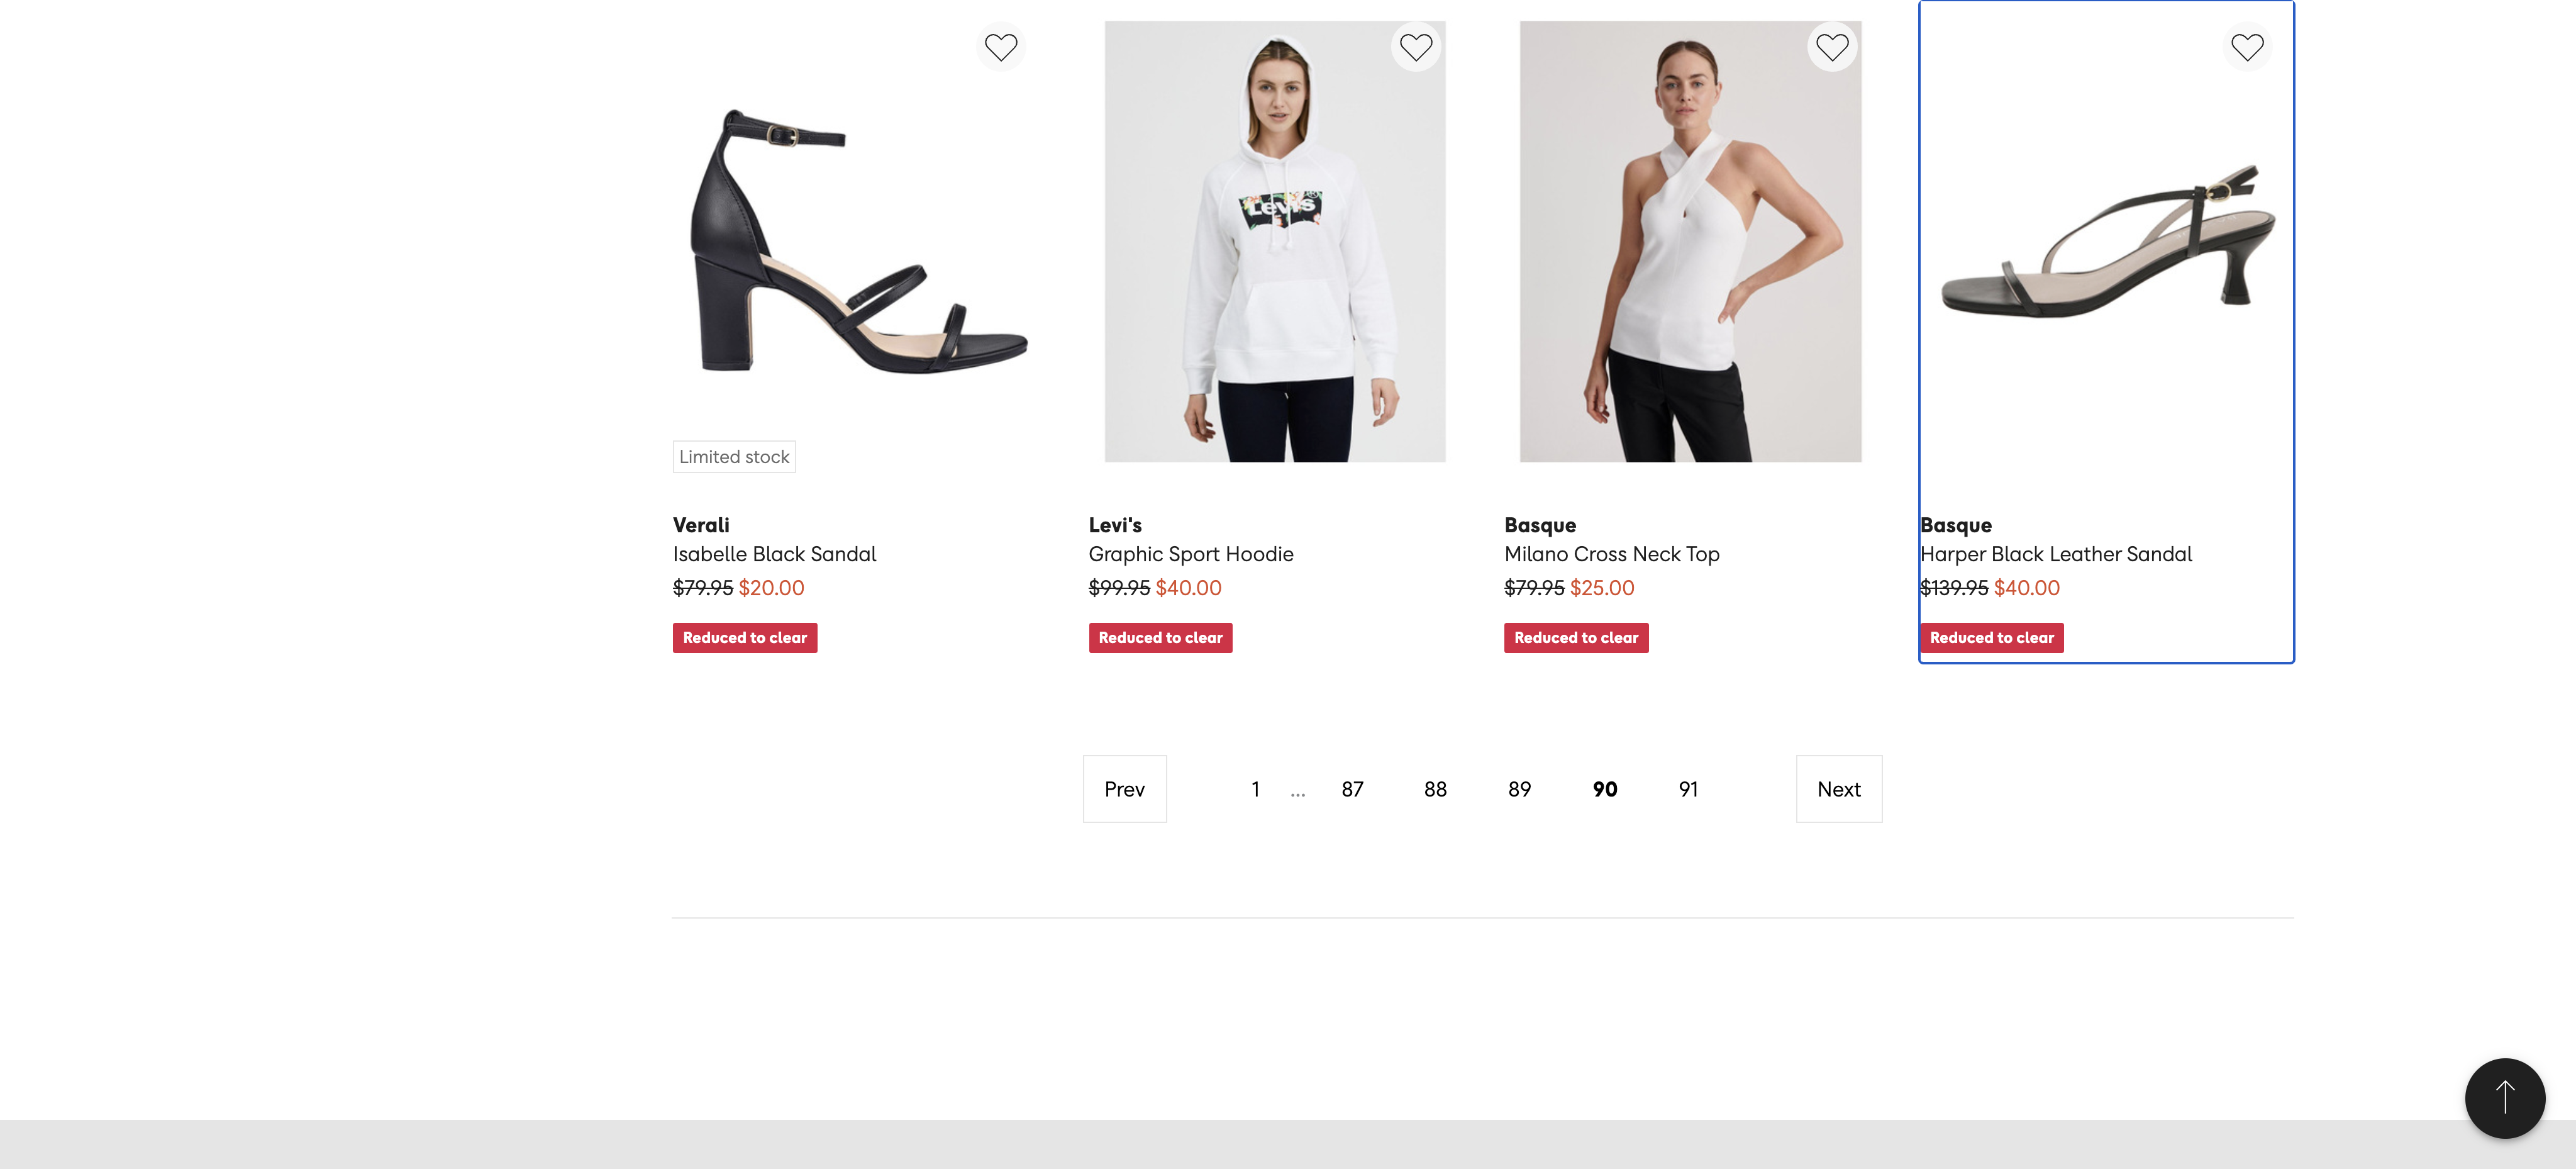 Levi's
Limited stock
Verali
Isabelle Black Sandal
$79.95 $20.00
Reduced to clear
Levi's
Graphic Sport Hoodie
$99.95 $40.00
Reduced to clear
Basque
Milano Cross Neck Top
$79.95 $25.00
Reduced to clear
Basque
Harper Black Leather Sandal
$139.95 $40.00
Reduced to clear
Prev 1 ... 87 88 89 90 91 Next